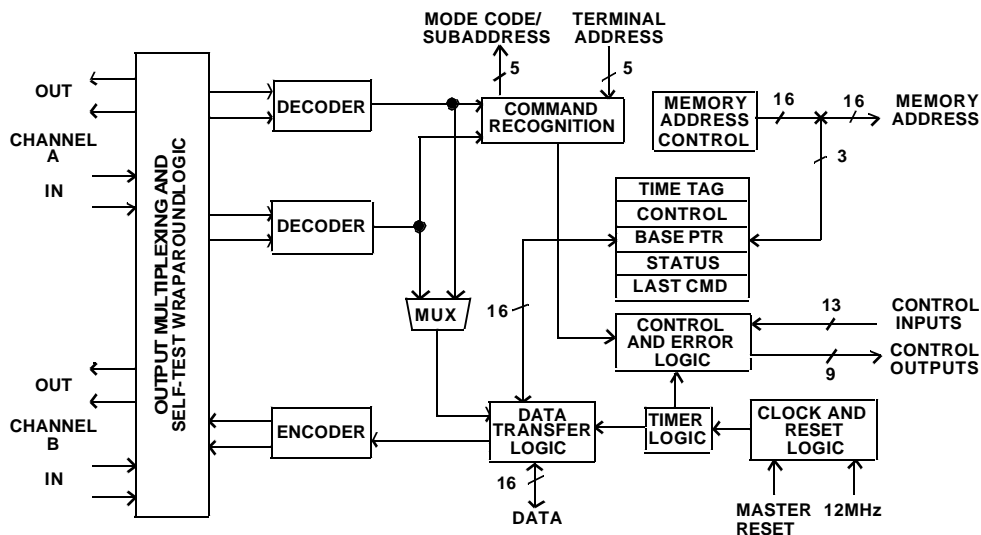 MODE CODE/
SUBADDRESS
TERMINAL
ADDRESS
5
5
OUT
CHANNEL
A
IN
OUTPUT MULTIPLEXING AND
SELF-TEST WRAPAROUNDLOGIC
DECODER
COMMAND
RECOGNITION
MEMORY
ADDRESS
CONTROL
16
16
MEMORY
ADDRESS
3
DECODER
TIME TAG
CONTROL
BASE PTR
STATUS
LAST CMD
MUX
16
CONTROL
AND ERROR
LOGIC
13
CONTROL
INPUTS
9
CONTROL
OUTPUTS
OUT
CHANNEL
B
IN
ENCODER
DATA
TRANSFER
LOGIC
TIMER
LOGIC
CLOCK AND
RESET
LOGIC
16
DATA
MASTER
RESET
12MHz